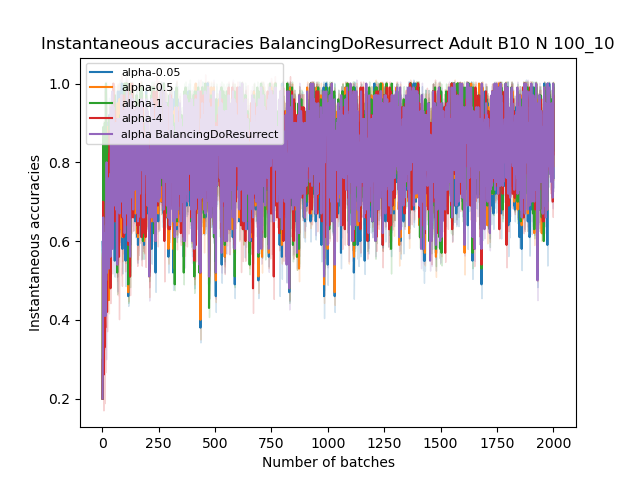 Instantaneous accuracies BalancingDoResurrect Adult B10 N 100_10
alpha-0.05
alpha-0.5
alpha-1
alpha-4
alpha BalancingDoResurrect
1.0
0.8
0.6
0.4
0.2
Instantaneous accuracies
0 250 500 750 1000 1250 1500 1750 2000
Number of batches